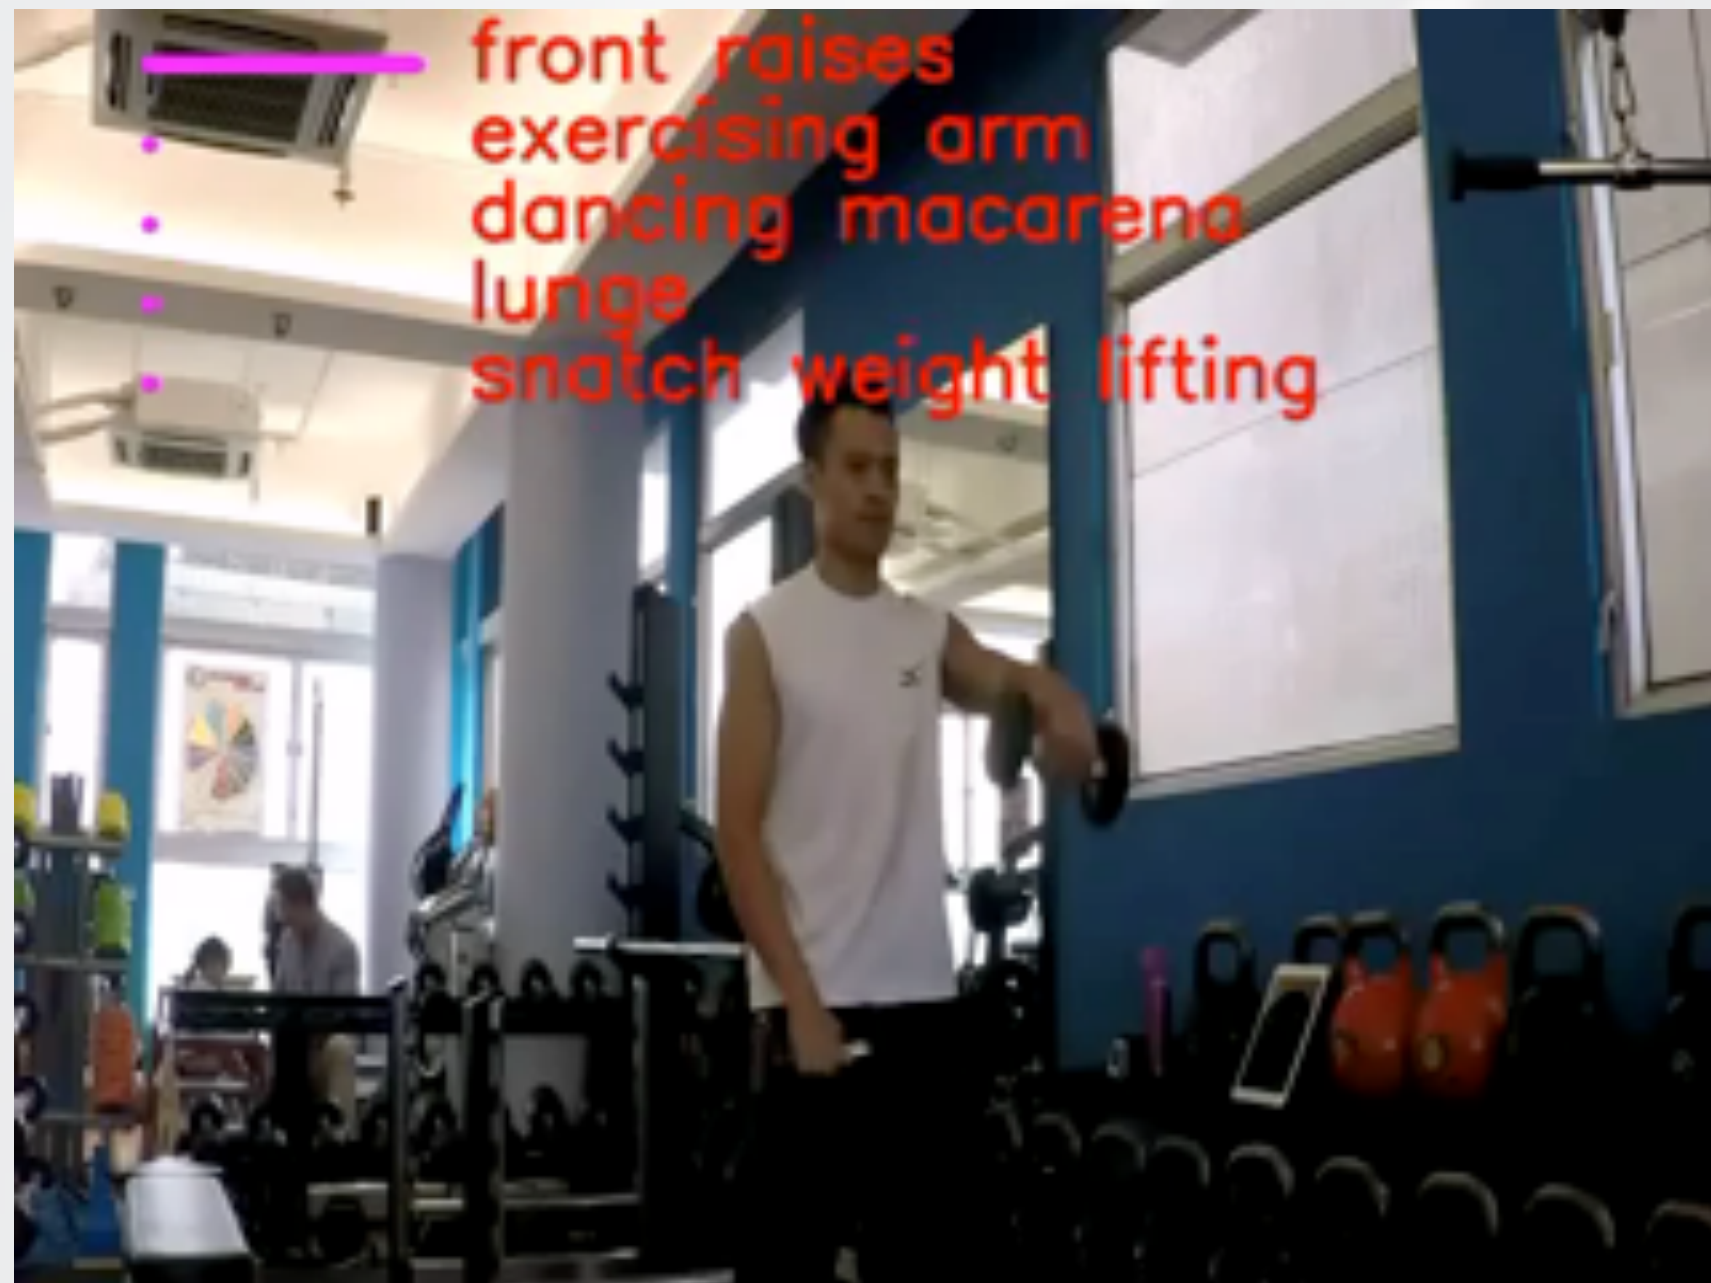 front raises
exercising arm
dancing macarena
lunge
snatch weight lifting